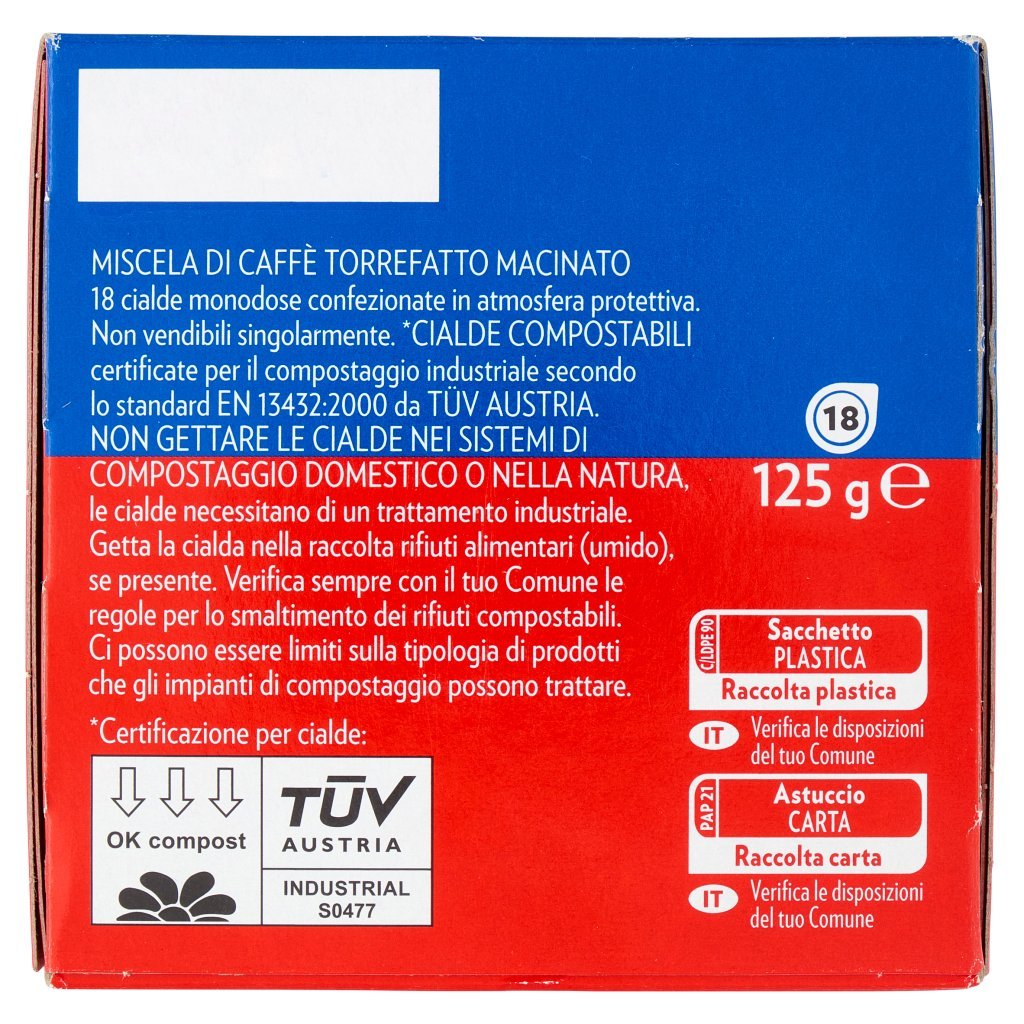 MISCELA DI CAFFÈ TORREFATTO MACINATO
18 cialde monodose confezionate in atmosfera protettiva.
Non vendibili singolarmente. *CIALDE COMPOSTABILI
certificate per il compostaggio industriale secondo
lo standard EN 13432:2000 da TÜV AUSTRIA.
NON GETTARE LE CIALDE NEI SISTEMI DI
COMPOSTAGGIO DOMESTICO O NELLA NATURA,
le cialde necessitano di un trattamento industriale.
Getta la cialda nella raccolta rifiuti alimentari (umido),
se presente. Verifica sempre con il tuo Comune le
regole per lo smaltimento dei rifiuti compostabili.
Ci possono essere limiti sulla tipologia di prodotti
che gli impianti di compostaggio possono trattare.
*Certificazione per cialde:
OK compost
TÜV
AUSTRIA
INDUSTRIAL
S0477
18
125 g ℮
C/LDPE90
Sacchetto
PLASTICA
Raccolta plastica
IT
Verifica le disposizioni
del tuo Comune
PAP 21
Astuccio
CARTA
Raccolta carta
IT
Verifica le disposizioni
del tuo Comune